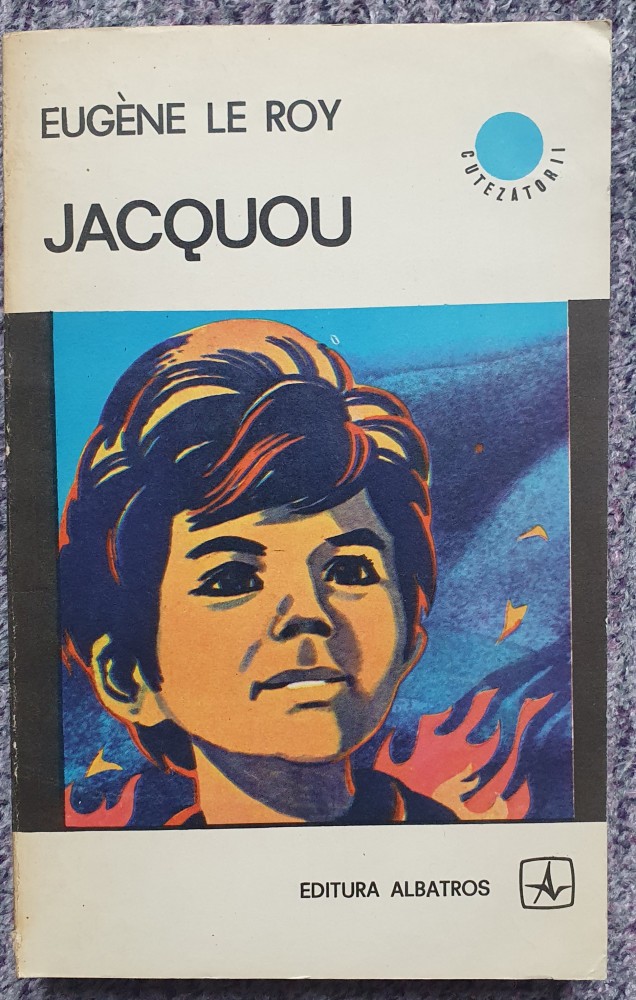 EUGÈNE LE ROY
CUTEZATORII
JACQUOU
EDITURA ALBATROS